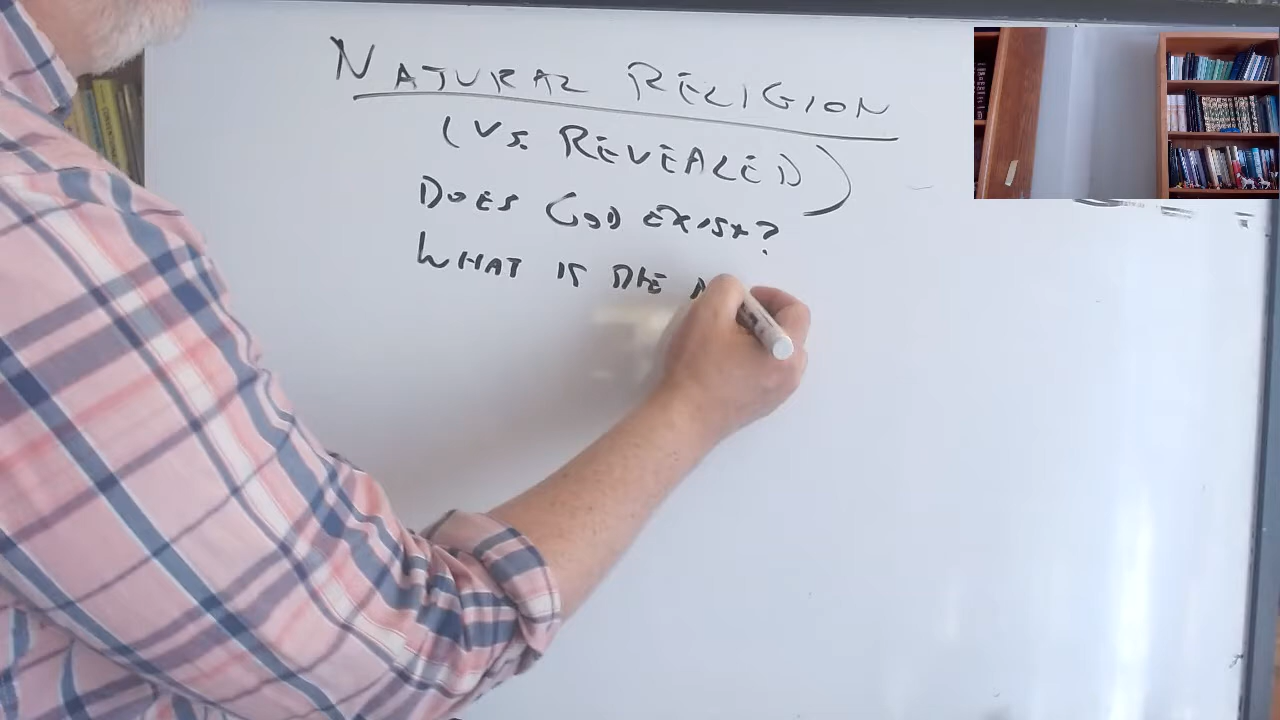 NATURAL RELIGION
(VS. REVEALED)
DOES GOD EXIST?
WHAT IS THE